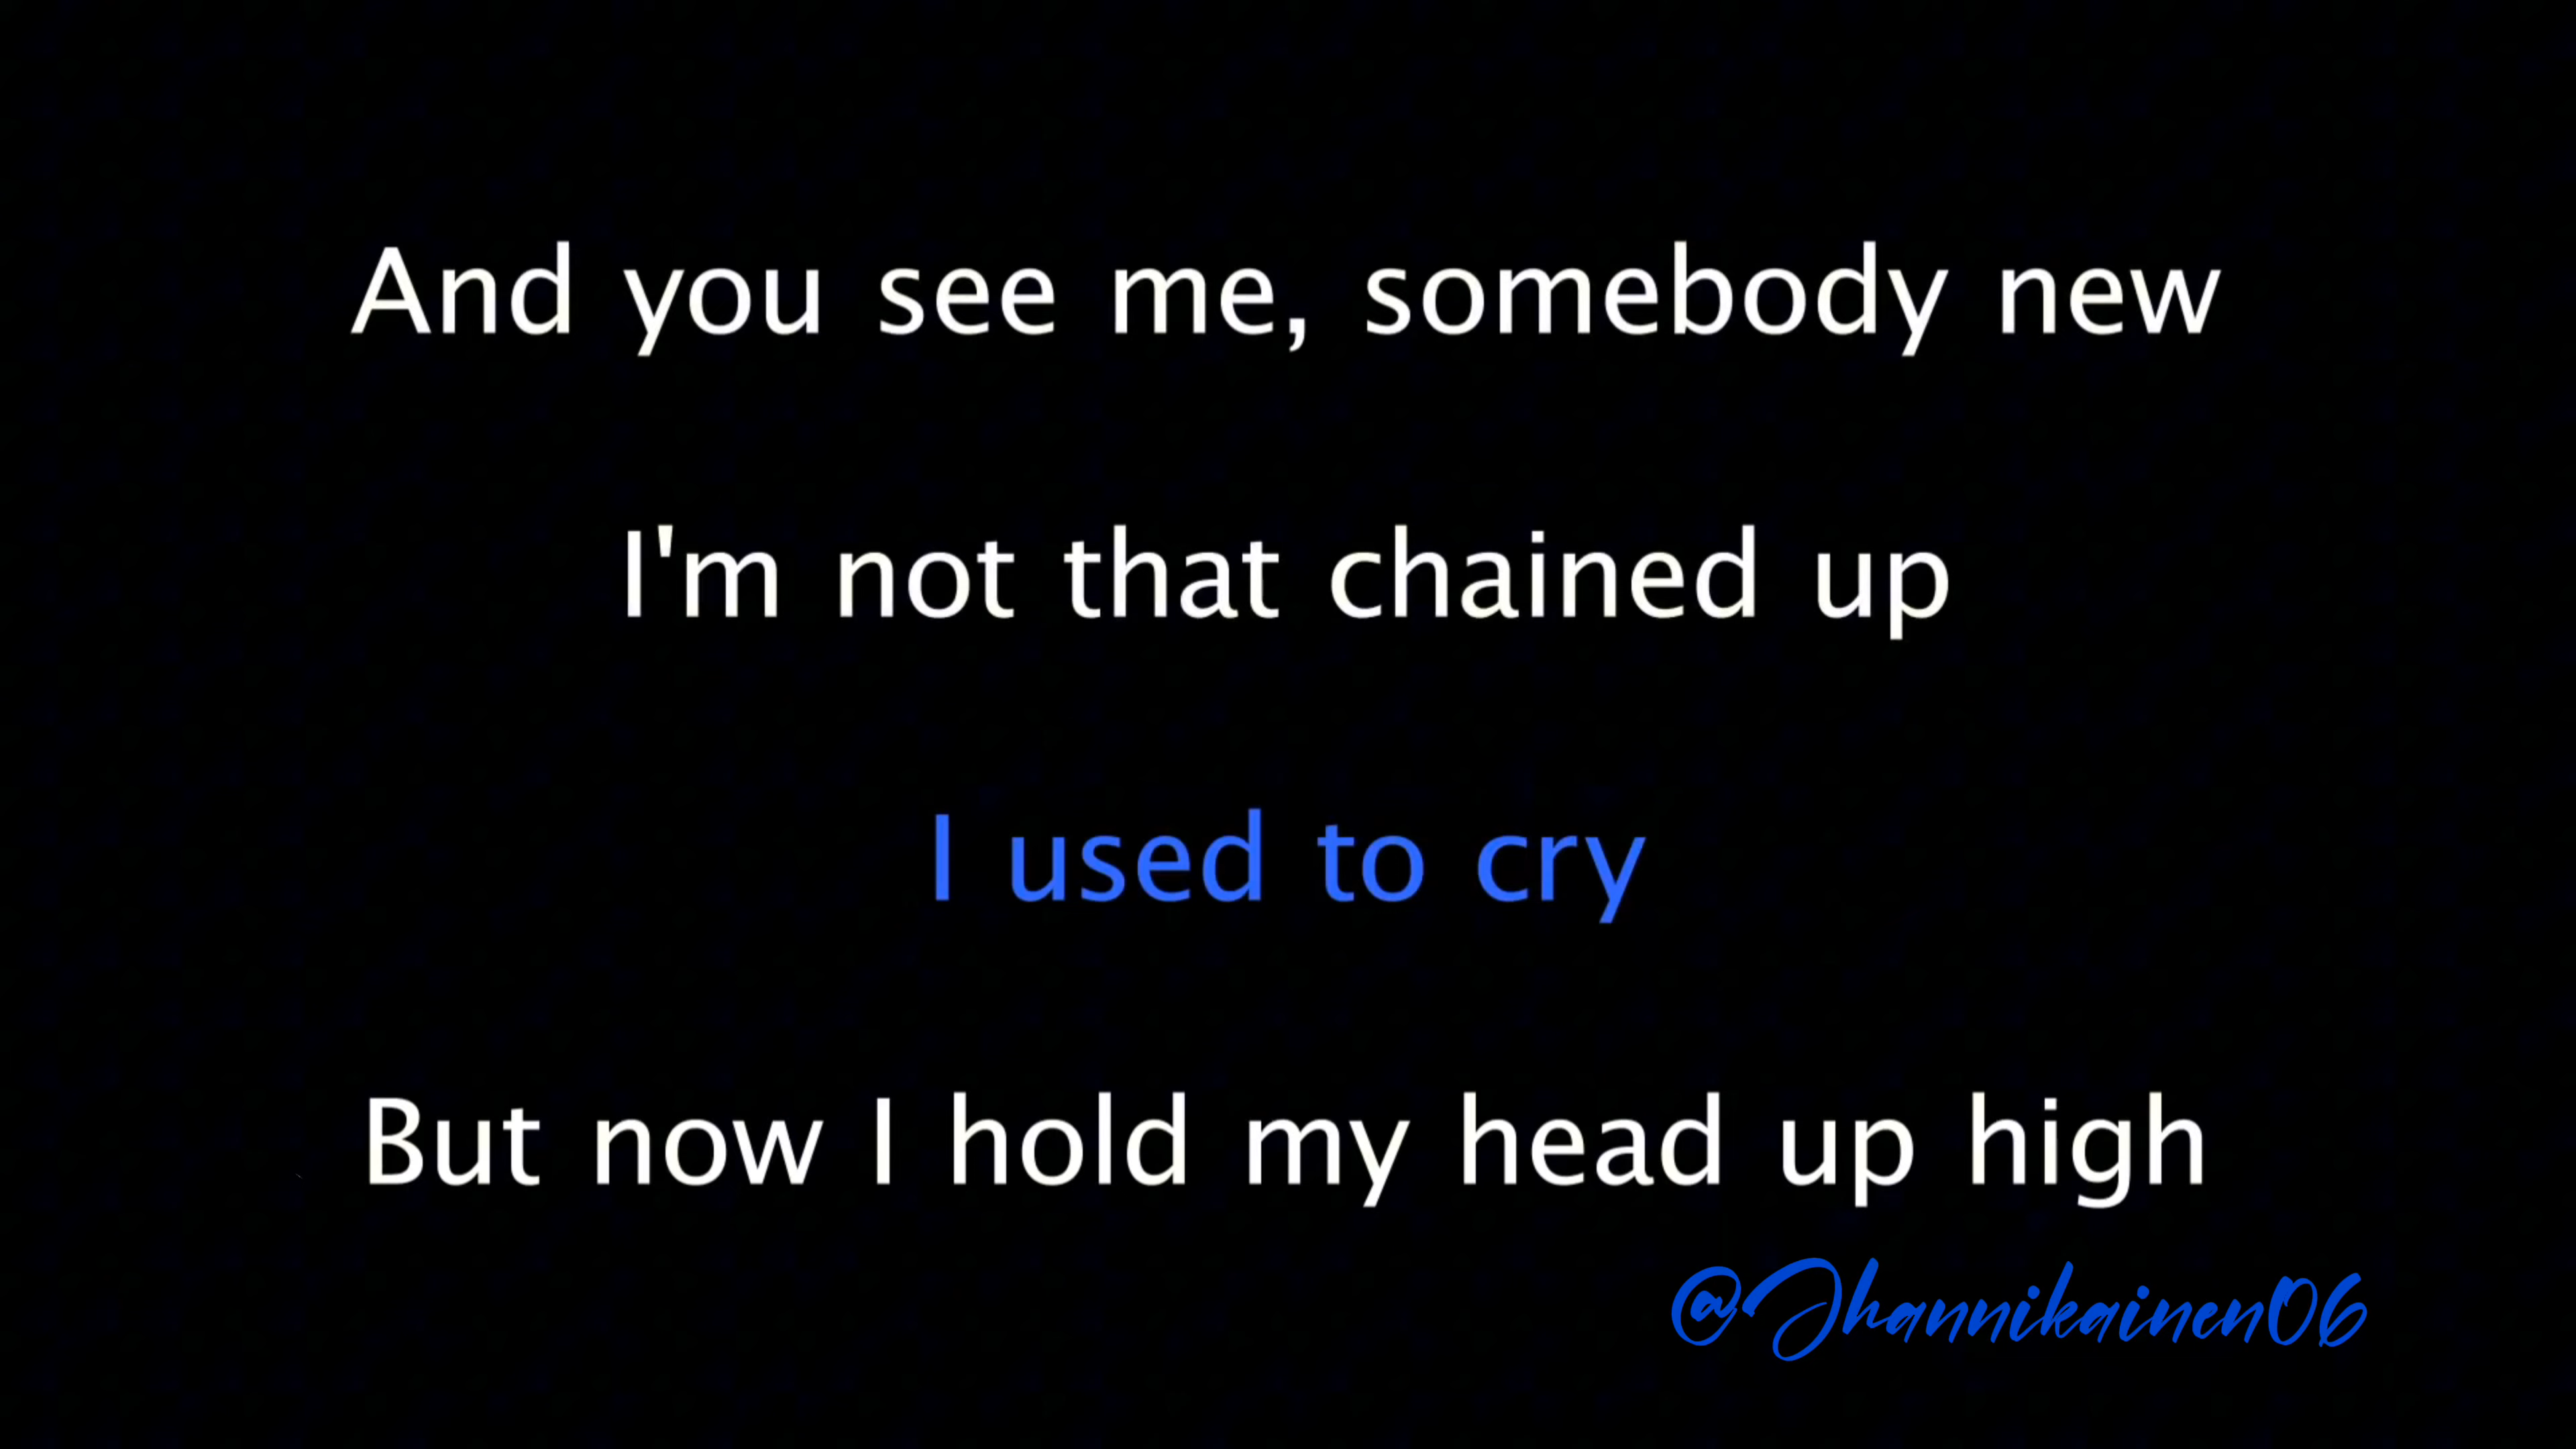 And you see me, somebody new
I'm not that chained up
I used to cry
But now I hold my head up high
@Jhannikainen06